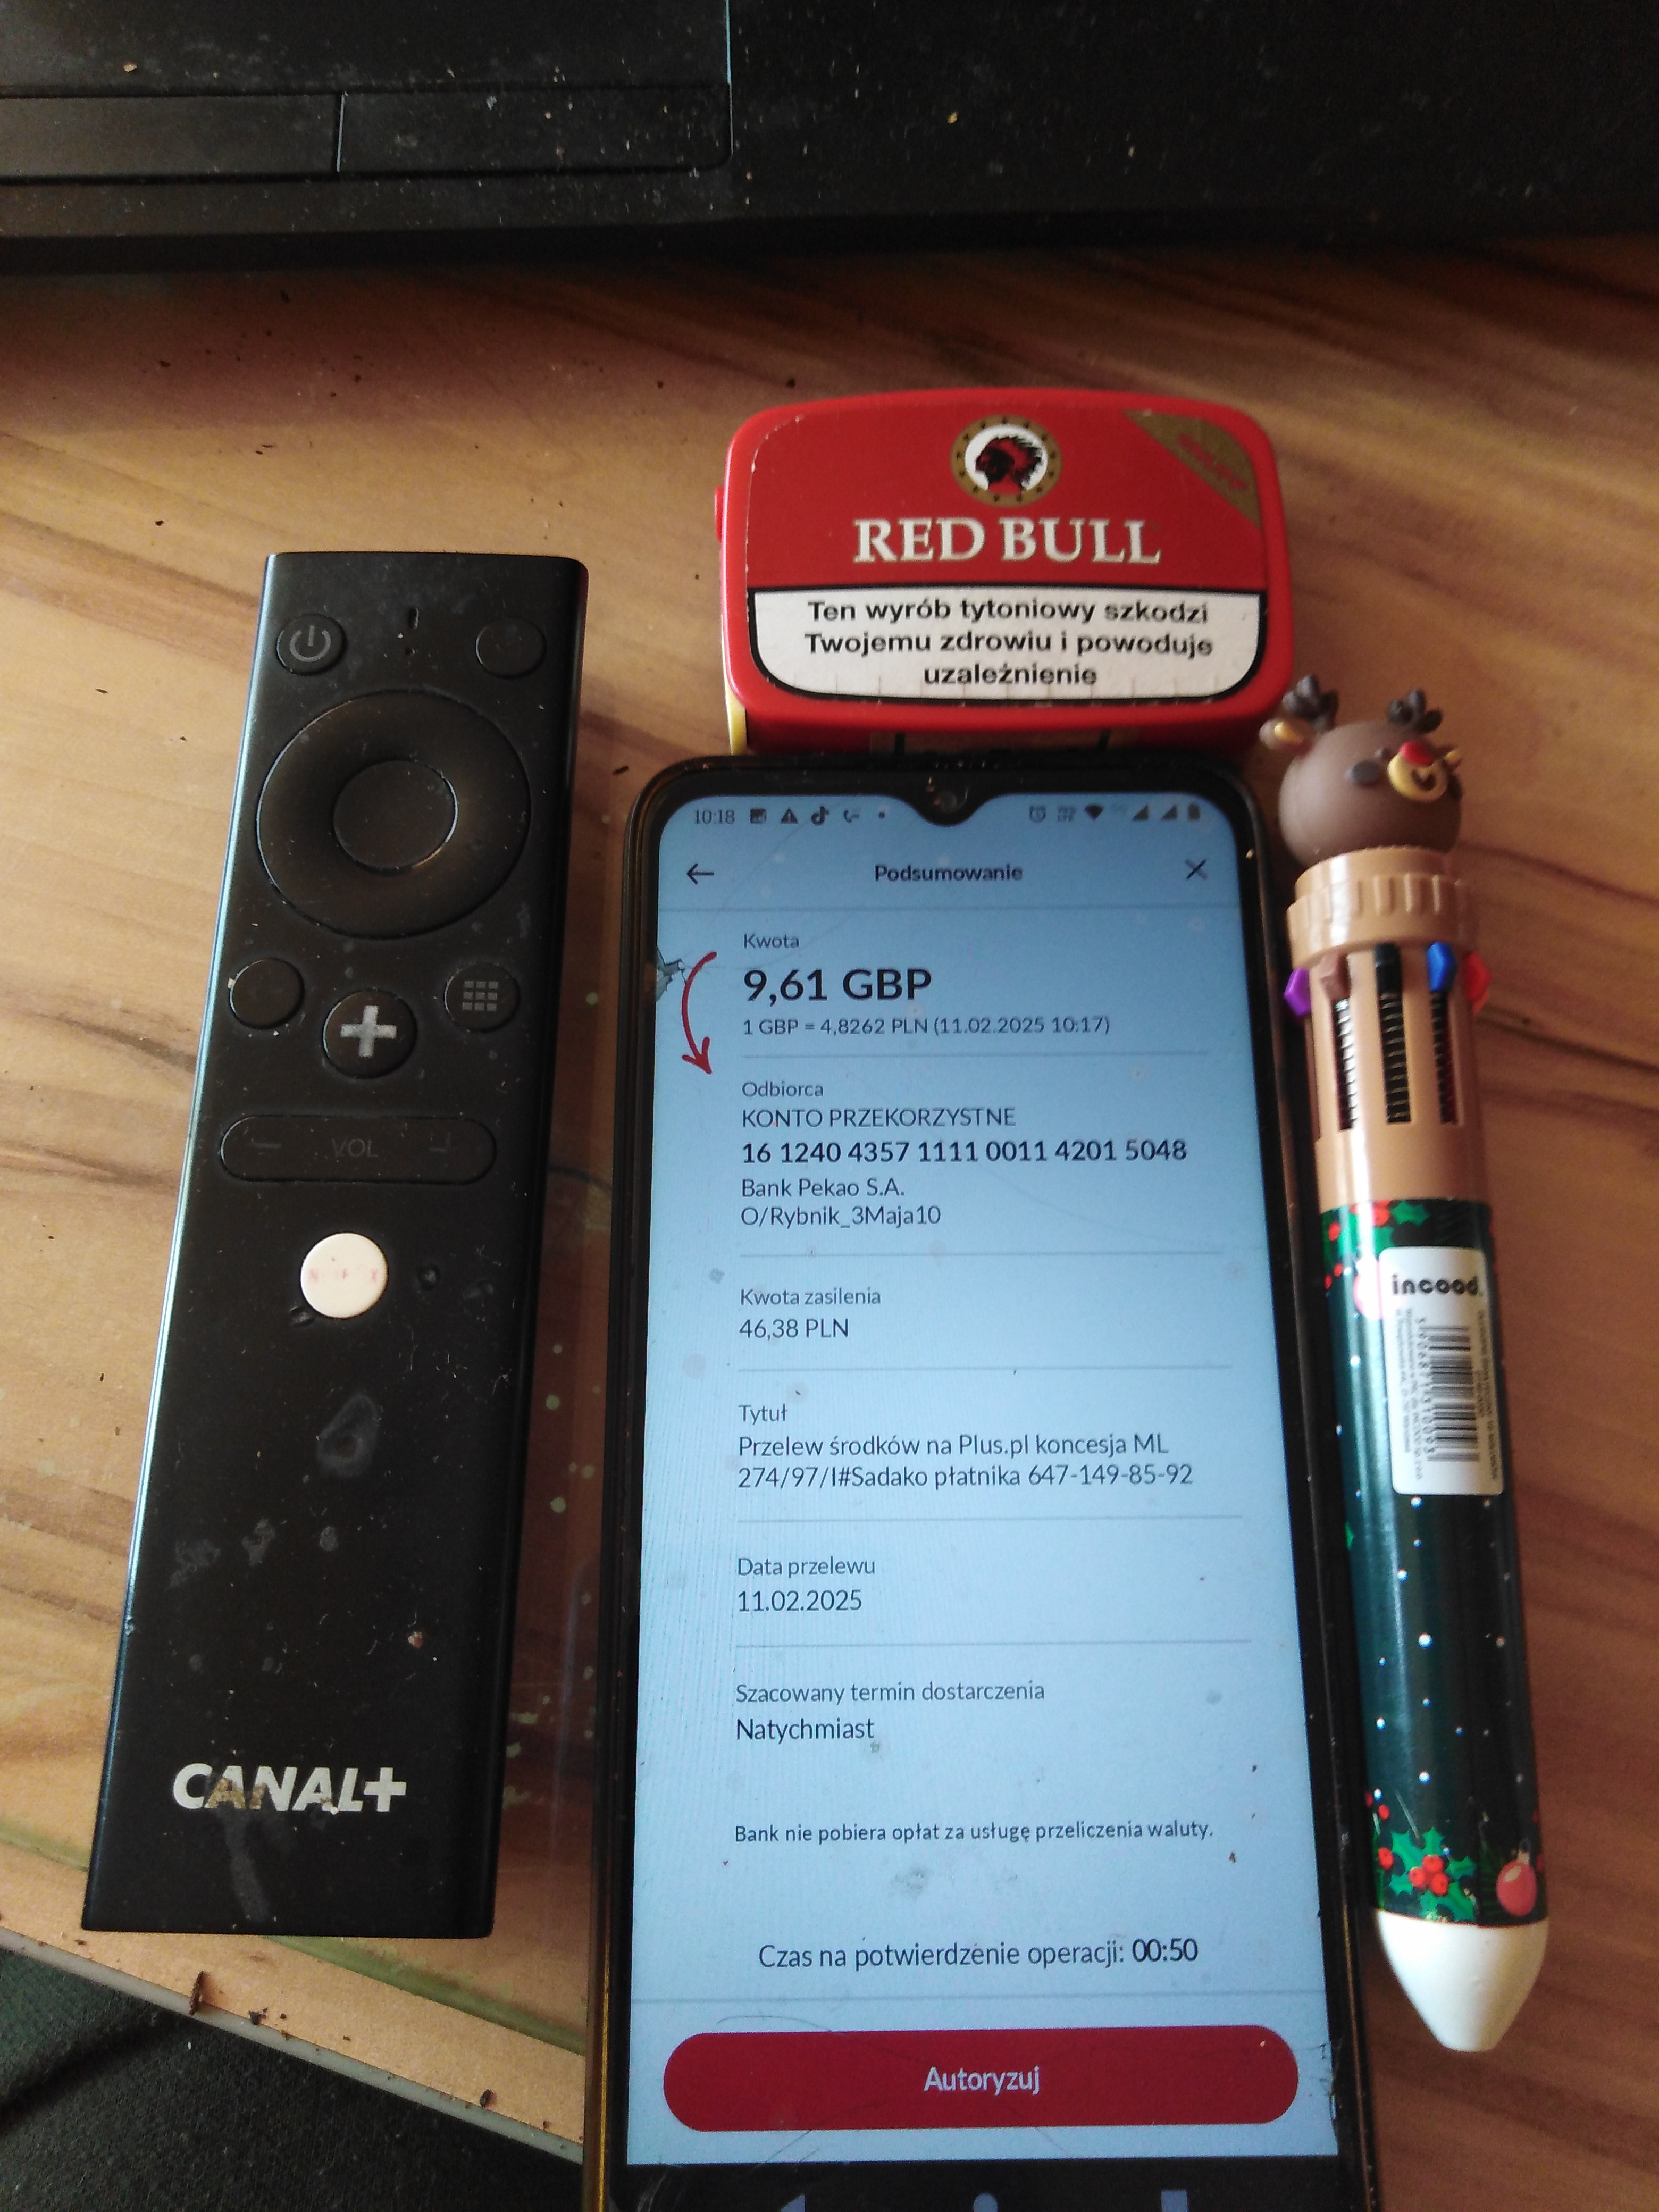 RED BULL
Ten wyrób tytoniowy szkodzi
Twojemu zdrowiu i powoduje
uzależnienie
10:18
Podsumowanie
Kwota
9,61 GBP
1 GBP = 4,8262 PLN (11.02.2025 10:17)
Odbiorca
KONTO PRZEKORZYSTNE
16 1240 4357 1111 0011 4201 5048
Bank Pekao S.A.
O/Rybnik_3Maja10
Kwota zasilenia
46,38 PLN
Tytuł
Przelew środków na Plus.pl koncesja ML
274/97/I#Sadako płatnika 647-149-85-92
Data przelewu
11.02.2025
Szacowany termin dostarczenia
Natychmiast
Bank nie pobiera opłat za usługę przeliczenia waluty.
Czas na potwierdzenie operacji: 00:50
Autoryzuj
VOL
CANAL+
incood.